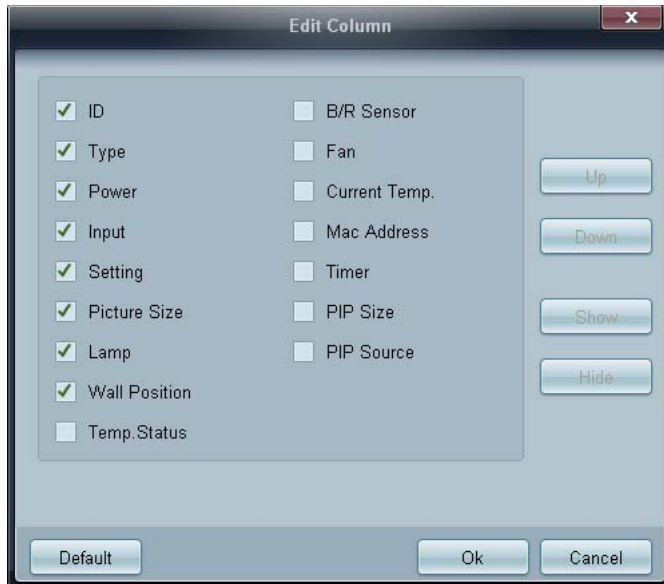 Edit Column
x
ID
Type
Power
Input
Setting
Picture Size
Lamp
Wall Position
Temp.Status
B/R Sensor
Fan
Current Temp.
Mac Address
Timer
PIP Size
PIP Source
Up
Down
Show
Hide
Default
Ok
Cancel